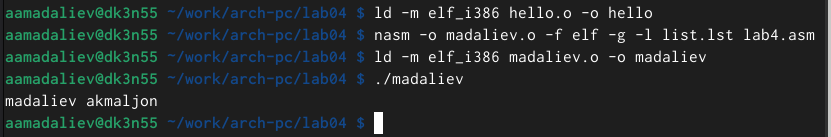 aamadaliev@dk3n55 ~/work/arch-pc/lab04 $ ld -m elf_i386 hello.o -o hello
aamadaliev@dk3n55 ~/work/arch-pc/lab04 $ nasm -o madaliev.o -f elf -g -l list.lst lab4.asm
aamadaliev@dk3n55 ~/work/arch-pc/lab04 $ ld -m elf_i386 madaliev.o -o madaliev
aamadaliev@dk3n55 ~/work/arch-pc/lab04 $ ./madaliev
madaliev akmaljon
aamadaliev@dk3n55 ~/work/arch-pc/lab04 $